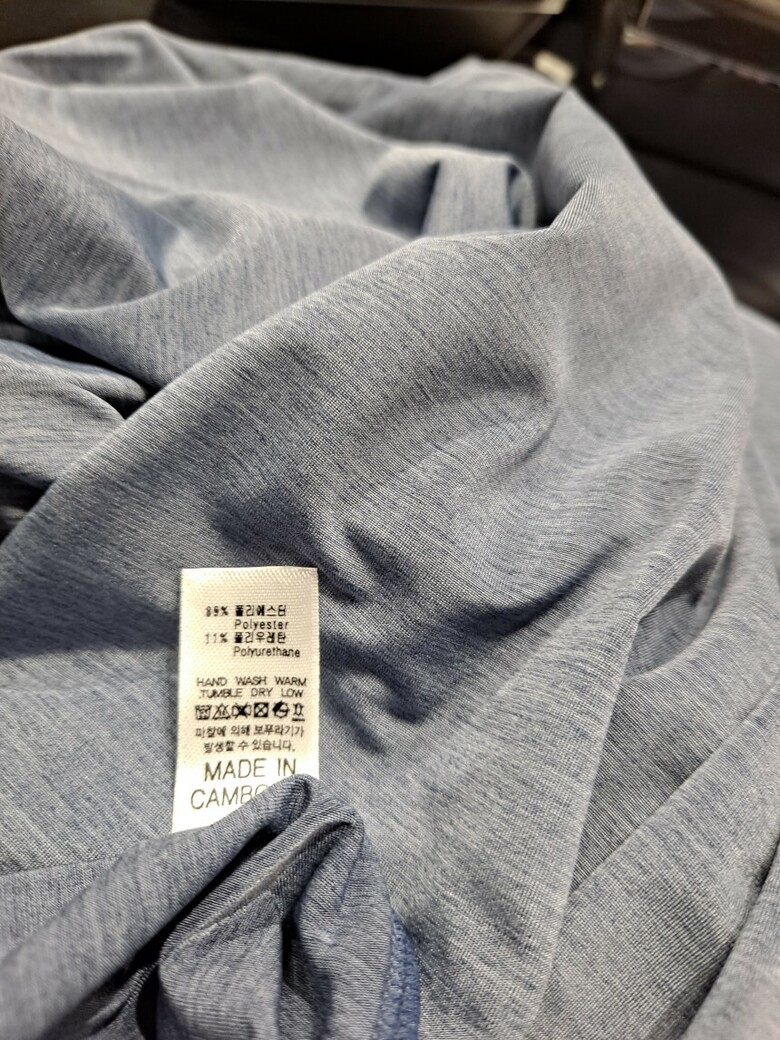 89% 폴리에스터
Polyester
11% 폴리우레탄
Polyurethane
HAND WASH WARM
TUMBLE DRY LOW
마찰에 의해 보푸라기가
발생할 수 있습니다.
MADE IN